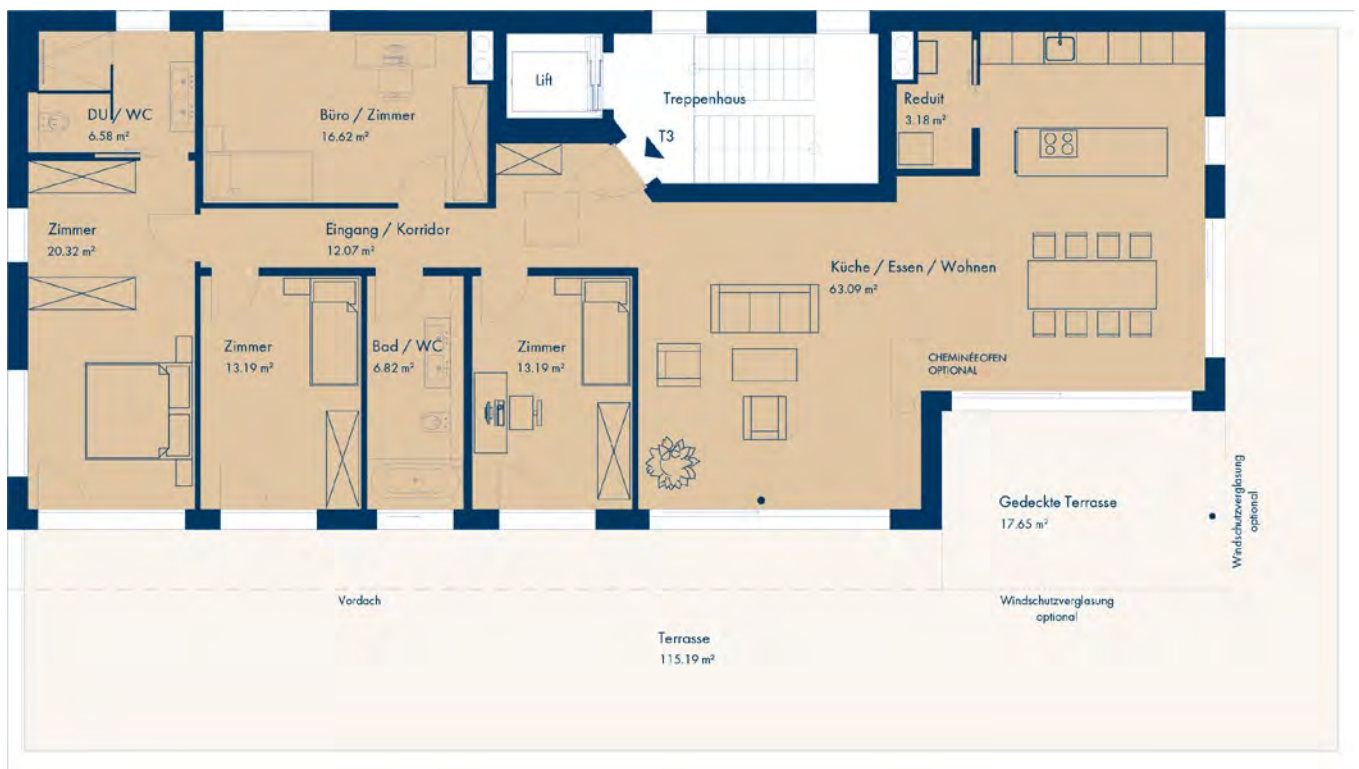 DU / WC
6.58 m²
Büro / Zimmer
16.62 m²
Lift
Treppenhaus
T3
Reduit
3.18 m²
Zimmer
20.32 m²
Eingang / Korridor
12.07 m²
Küche / Essen / Wohnen
63.09 m²
Zimmer
13.19 m²
Bad / WC
6.82 m²
Zimmer
13.19 m²
CHEMINÉEOFEN
OPTIONAL
Gedeckte Terrasse
17.65 m²
Windschutzverglasung
optional
Vordach
Windschutzverglasung
optional
Terrasse
115.19 m²